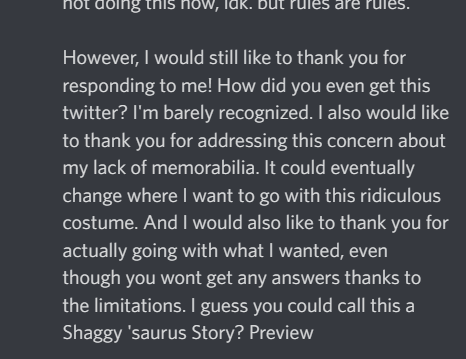 not doing this now, idk. but rules are rules.
However, I would still like to thank you for
responding to me! How did you even get this
twitter? I'm barely recognized. I also would like
to thank you for addressing this concern about
my lack of memorabilia. It could eventually
change where I want to go with this ridiculous
costume. And I would also like to thank you for
actually going with what I wanted, even
though you wont get any answers thanks to
the limitations. I guess you could call this a
Shaggy 'saurus Story? Preview